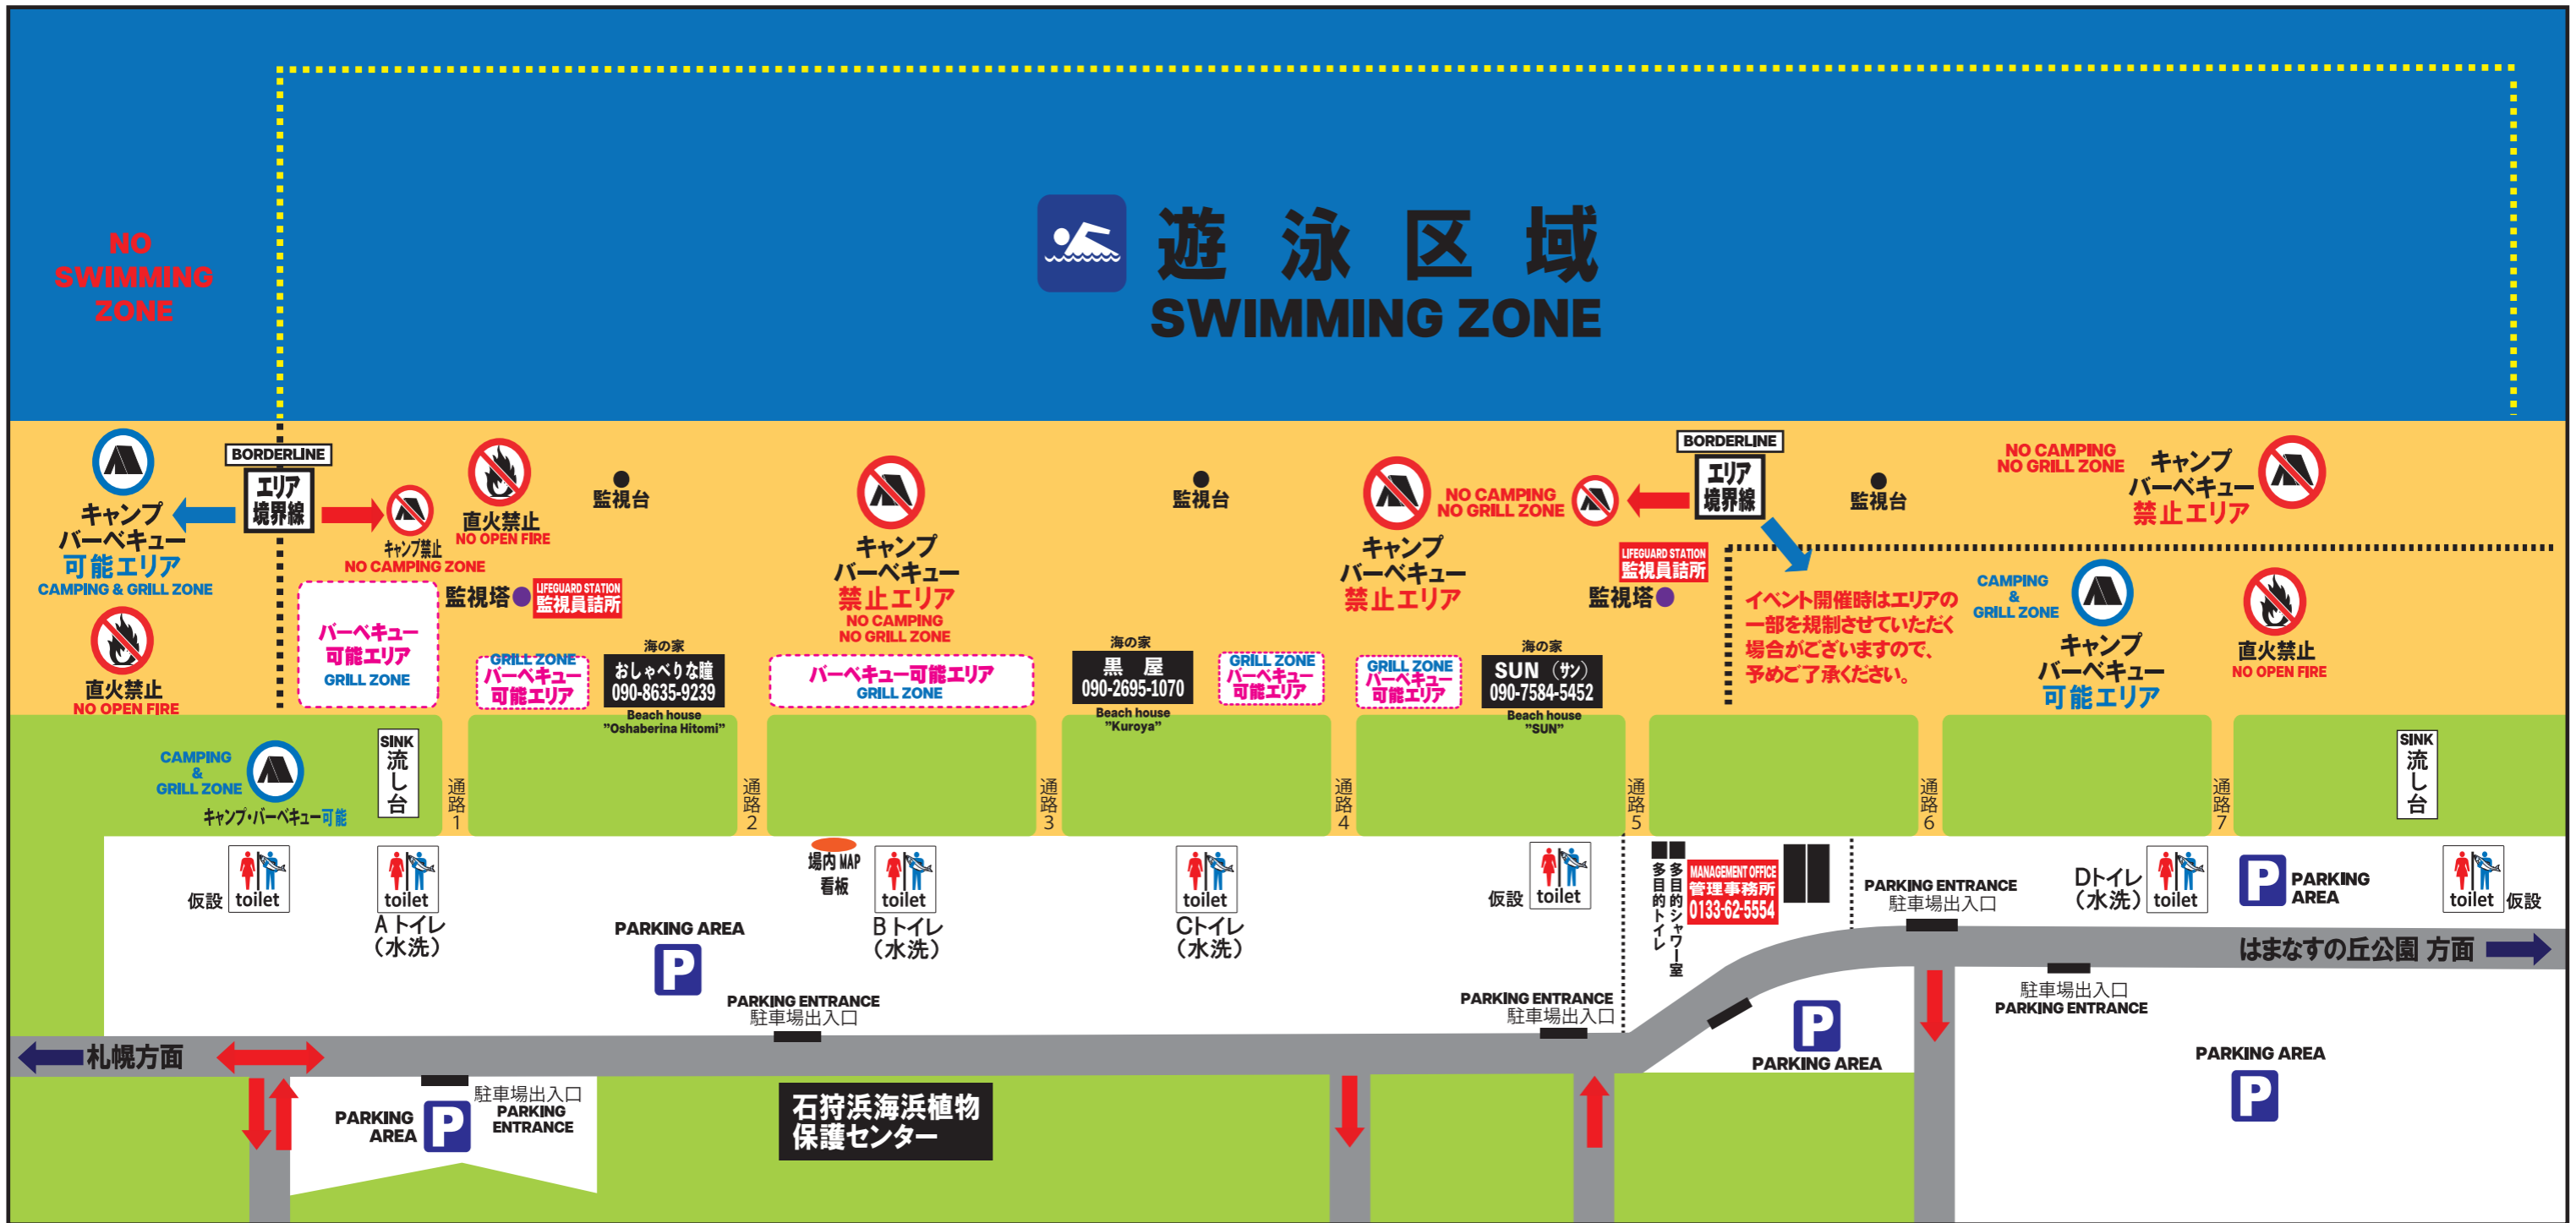 NO
SWIMMING
ZONE
遊泳区域
SWIMMING ZONE
BORDERLINE
エリア
境界線
キャンプ
バーベキュー
可能エリア
CAMPING & GRILL ZONE
直火禁止
NO OPEN FIRE
キャンプ禁止
NO CAMPING ZONE
直火禁止
NO OPEN FIRE
監視台
監視塔
LIFEGUARD STATION
監視員詰所
バーベキュー
可能エリア
GRILL ZONE
GRILL ZONE
バーベキュー
可能エリア
海の家
おしゃべりな瞳
090-8635-9239
Beach house
”Oshaberina Hitomi”
キャンプ
バーベキュー
禁止エリア
NO CAMPING
NO GRILL ZONE
バーベキュー可能エリア
GRILL ZONE
監視台
海の家
黒 屋
090-2695-1070
Beach house
”Kuroya”
GRILL ZONE
バーベキュー
可能エリア
キャンプ
バーベキュー
禁止エリア
NO CAMPING
NO GRILL ZONE
GRILL ZONE
バーベキュー
可能エリア
海の家
SUN（サン）
090-7584-5452
Beach house
”SUN”
BORDERLINE
エリア
境界線
LIFEGUARD STATION
監視員詰所
監視塔
監視台
NO CAMPING
NO GRILL ZONE
キャンプ
バーベキュー
禁止エリア
イベント開催時はエリアの
一部を規制させていただく
場合がございますので、
予めご了承ください。
CAMPING
&
GRILL ZONE
キャンプ
バーベキュー
可能エリア
直火禁止
NO OPEN FIRE
CAMPING
&
GRILL ZONE
キャンプ・バーベキュー可能
SINK
流し台
通路1
通路2
通路3
通路4
通路5
通路6
通路7
SINK
流し台
仮設
toilet
toilet
Aトイレ
（水洗）
場内MAP
看板
toilet
Bトイレ
（水洗）
toilet
Cトイレ
（水洗）
仮設
toilet
多目的トイレ
多目的シャワー室
MANAGEMENT OFFICE
管理事務所
0133-62-5554
PARKING ENTRANCE
駐車場出入口
Dトイレ
（水洗）
toilet
P
PARKING
AREA
toilet
仮設
PARKING AREA
P
PARKING ENTRANCE
駐車場出入口
PARKING ENTRANCE
駐車場出入口
はまなすの丘公園 方面
駐車場出入口
PARKING ENTRANCE
P
PARKING AREA
PARKING AREA
P
札幌方面
PARKING
AREA
P
駐車場出入口
PARKING
ENTRANCE
石狩浜海浜植物
保護センター